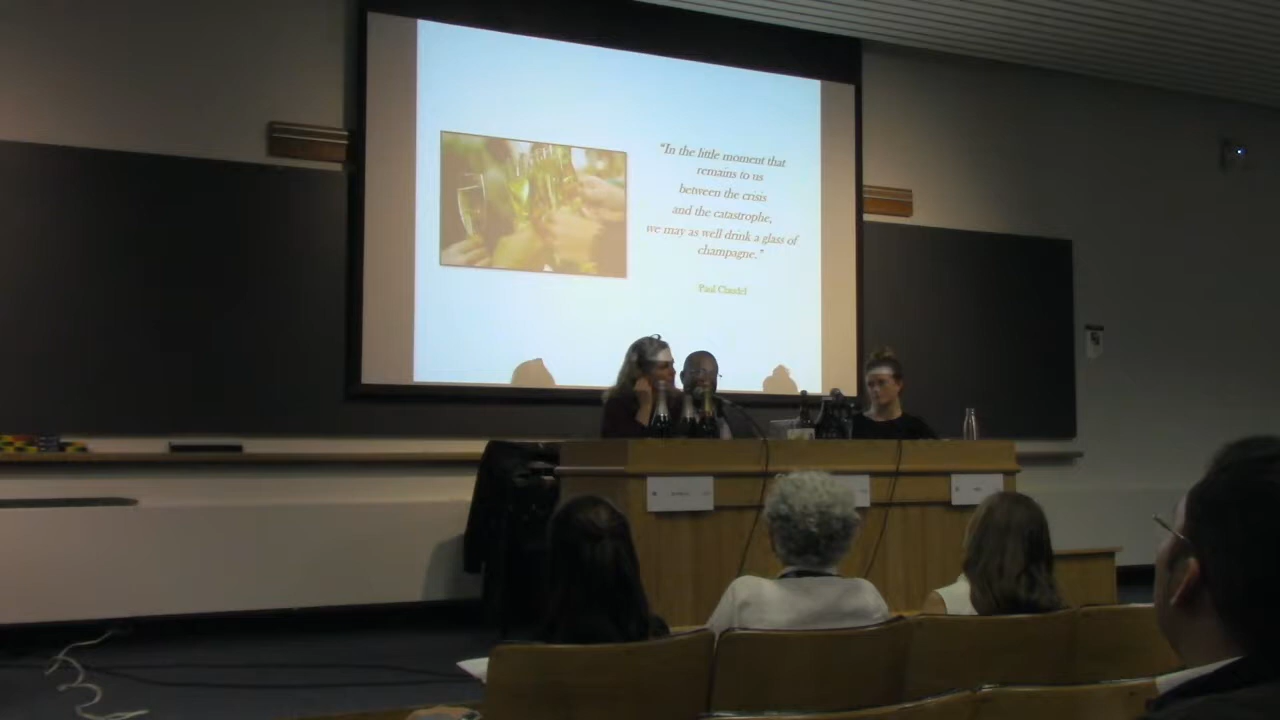 “In the little moment that
remains to us
between the crisis
and the catastrophe,
we may as well drink a glass of
champagne.”
Paul Claudel